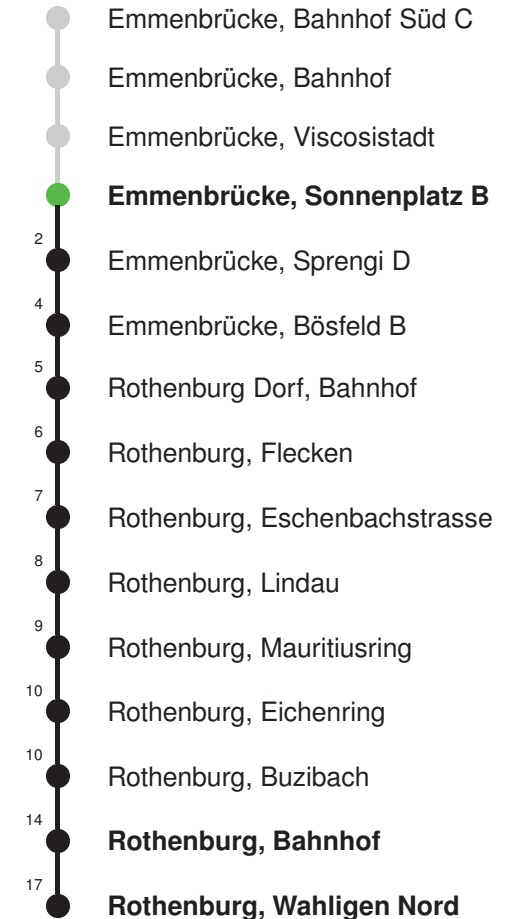 Emmenbrücke, Bahnhof Süd C
Emmenbrücke, Bahnhof
Emmenbrücke, Viscosistadt
Emmenbrücke, Sonnenplatz B
2 Emmenbrücke, Sprengi D
4 Emmenbrücke, Bösfeld B
5 Rothenburg Dorf, Bahnhof
6 Rothenburg, Flecken
7 Rothenburg, Eschenbachstrasse
8 Rothenburg, Lindau
9 Rothenburg, Mauritiusring
10 Rothenburg, Eichenring
10 Rothenburg, Buzibach
14 Rothenburg, Bahnhof
17 Rothenburg, Wahligen Nord